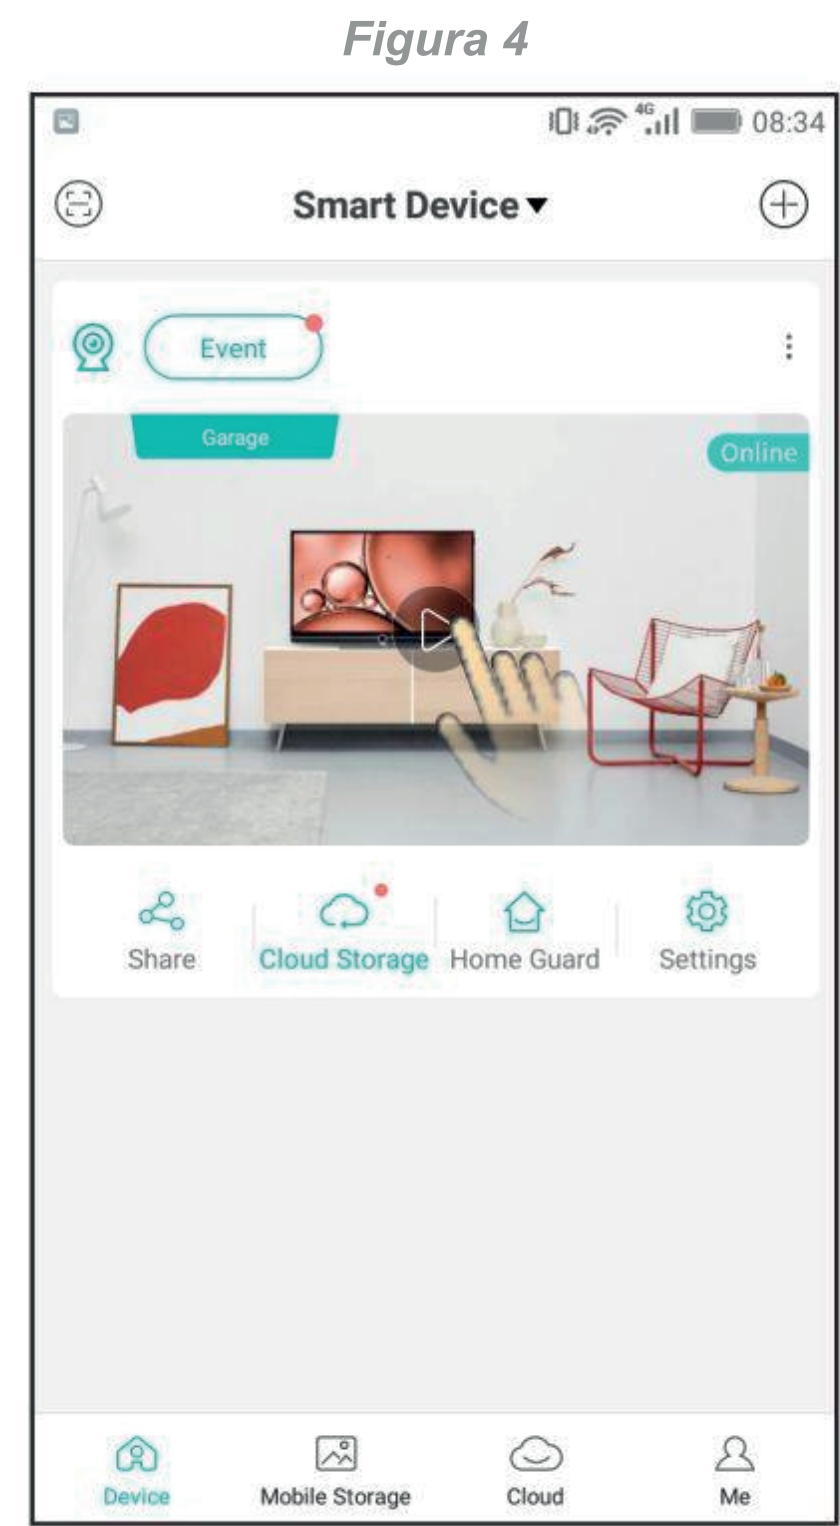 Figura 4
4G 08:34
Smart Device
Event
Garage
Online
Share
Cloud Storage
Home Guard
Settings
Device
Mobile Storage
Cloud
Me